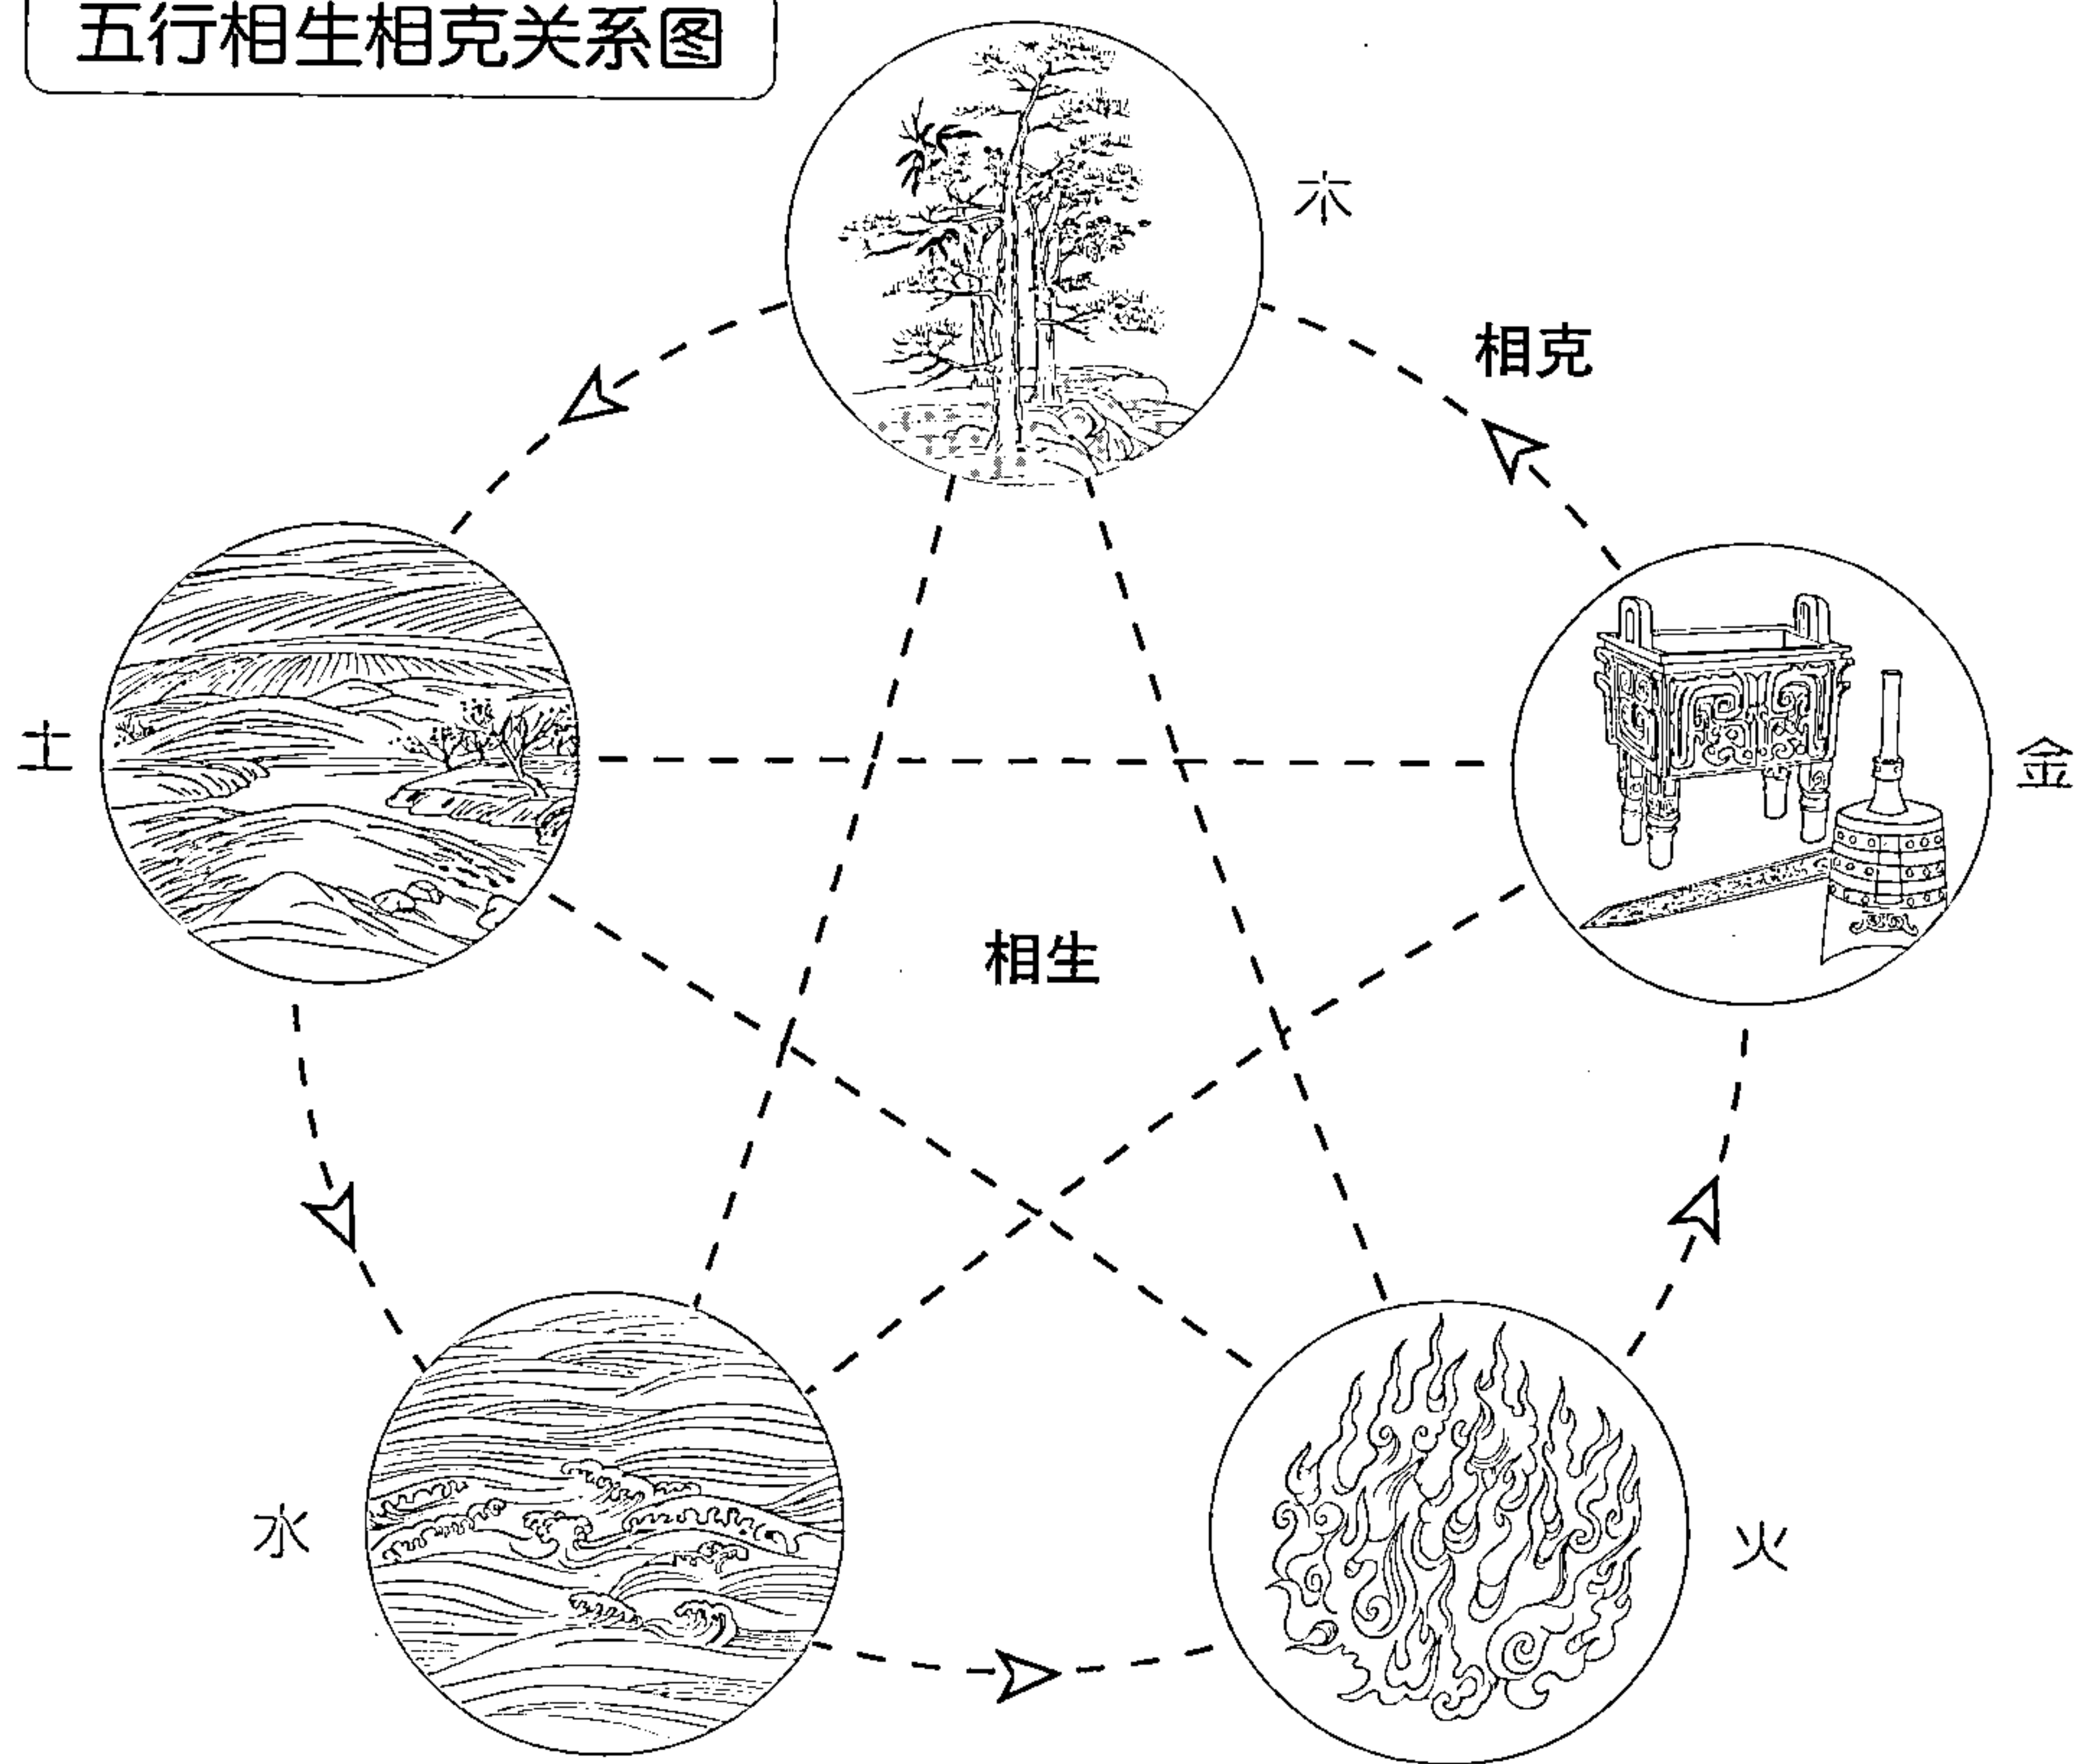 五行相生相克关系图
木
相克
土
金
相生
水
火